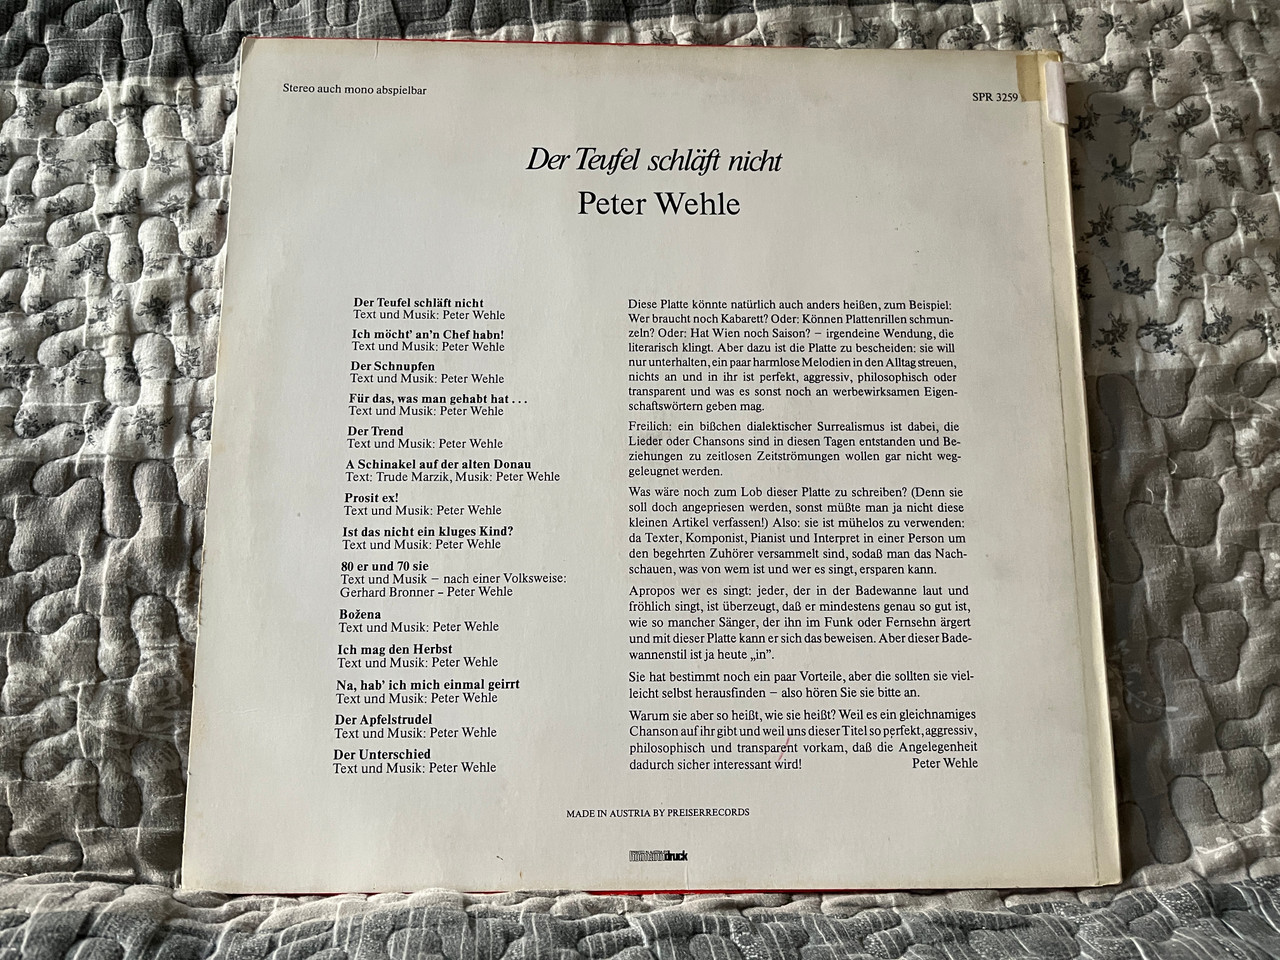 Stereo auch mono abspielbar
SPR 3259
Der Teufel schläft nicht
Peter Wehle
Der Teufel schläft nicht
Text und Musik: Peter Wehle
Ich möcht' an'n Chef habn!
Text und Musik: Peter Wehle
Der Schnupfen
Text und Musik: Peter Wehle
Für das, was man gehabt hat . . .
Text und Musik: Peter Wehle
Der Trend
Text und Musik: Peter Wehle
A Schinakel auf der alten Donau
Text: Trude Marzik, Musik: Peter Wehle
Prosit ex!
Text und Musik: Peter Wehle
Ist das nicht ein kluges Kind?
Text und Musik: Peter Wehle
80 er und 70 sie
Text und Musik – nach einer Volksweise:
Gerhard Bronner – Peter Wehle
Božena
Text und Musik: Peter Wehle
Ich mag den Herbst
Text und Musik: Peter Wehle
Na, hab' ich mich einmal geirrt
Text und Musik: Peter Wehle
Der Apfelstrudel
Text und Musik: Peter Wehle
Der Unterschied
Text und Musik: Peter Wehle
Diese Platte könnte natürlich auch anders heißen, zum Beispiel:
Wer braucht noch Kabarett? Oder: Können Plattenrillen schmun-
zeln? Oder: Hat Wien noch Saison? – irgendeine Wendung, die
literarisch klingt. Aber dazu ist die Platte zu bescheiden: sie will
nur unterhalten, ein paar harmlose Melodien in den Alltag streuen,
nichts an und in ihr ist perfekt, aggressiv, philosophisch oder
transparent und was es sonst noch an werbewirksamen Eigen-
schaftswörtern geben mag.
Freilich: ein bißchen dialektischer Surrealismus ist dabei, die
Lieder oder Chansons sind in diesen Tagen entstanden und Be-
ziehungen zu zeitlosen Zeitströmungen wollen gar nicht weg-
geleugnet werden.
Was wäre noch zum Lob dieser Platte zu schreiben? (Denn sie
soll doch angepriesen werden, sonst müßte man ja nicht diese
kleinen Artikel verfassen!) Also: sie ist mühelos zu verwenden:
da Texter, Komponist, Pianist und Interpret in einer Person um
den begehrten Zuhörer versammelt sind, sodaß man das Nach-
schauen, was von wem ist und wer es singt, ersparen kann.
Apropos wer es singt: jeder, der in der Badewanne laut und
fröhlich singt, ist überzeugt, daß er mindestens genau so gut ist,
wie so mancher Sänger, der ihn im Funk oder Fernsehn ärgert
und mit dieser Platte kann er sich das beweisen. Aber dieser Bade-
wannenstil ist ja heute „in”.
Sie hat bestimmt noch ein paar Vorteile, aber die sollten sie viel-
leicht selbst herausfinden – also hören Sie sie bitte an.
Warum sie aber so heißt, wie sie heißt? Weil es ein gleichnamiges
Chanson auf ihr gibt und weil uns dieser Titel so perfekt, aggressiv,
philosophisch und transparent vorkam, daß die Angelegenheit
dadurch sicher interessant wird! Peter Wehle
MADE IN AUSTRIA BY PREISERRECORDS
druck